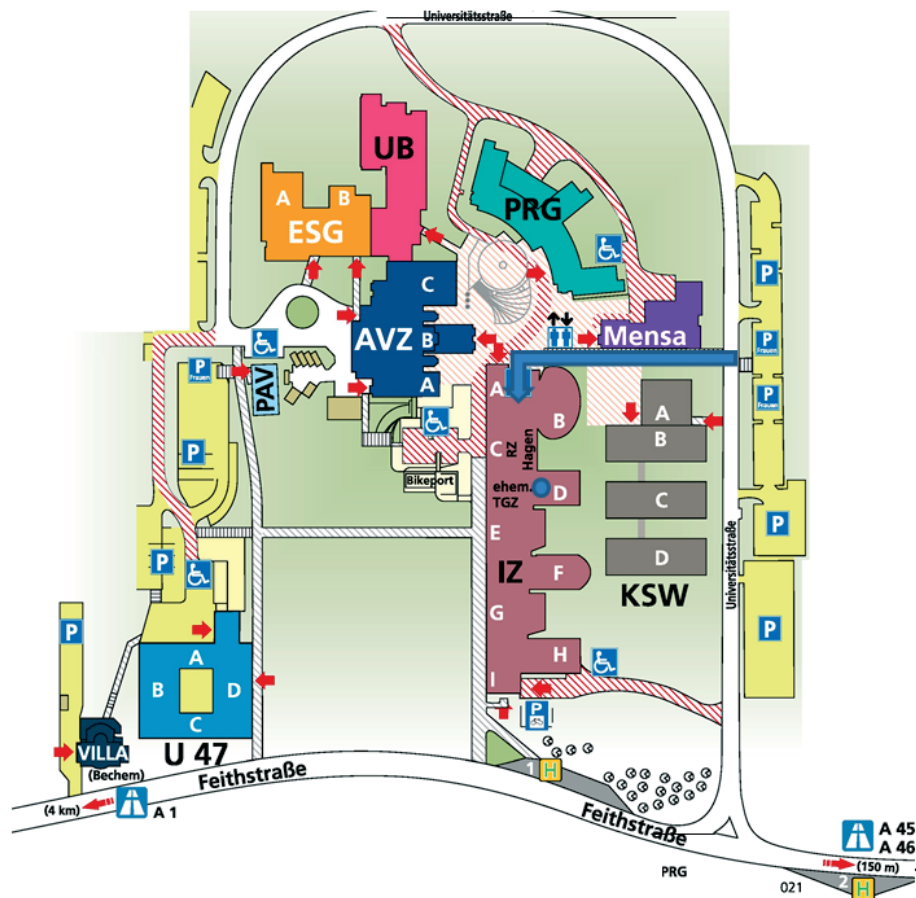 Universitätsstraße
UB
A
B
ESG
PRG
C
AVZ
B
A
Mensa
P
P
Frauen
P
Frauen
P
Frauen
PAV
A
B
C
RZ
Hagen
ehem.
TGZ
D
E
F
IZ
G
H
I
A
B
C
D
KSW
Universitätsstraße
P
P
P
Bikeport
P
P
P
A
B
D
C
U 47
VILLA
(Bechem)
Feithstraße
(4 km)
A 1
P
1
H
Feithstraße
A 45
A 46
(150 m)
PRG
021
2
H